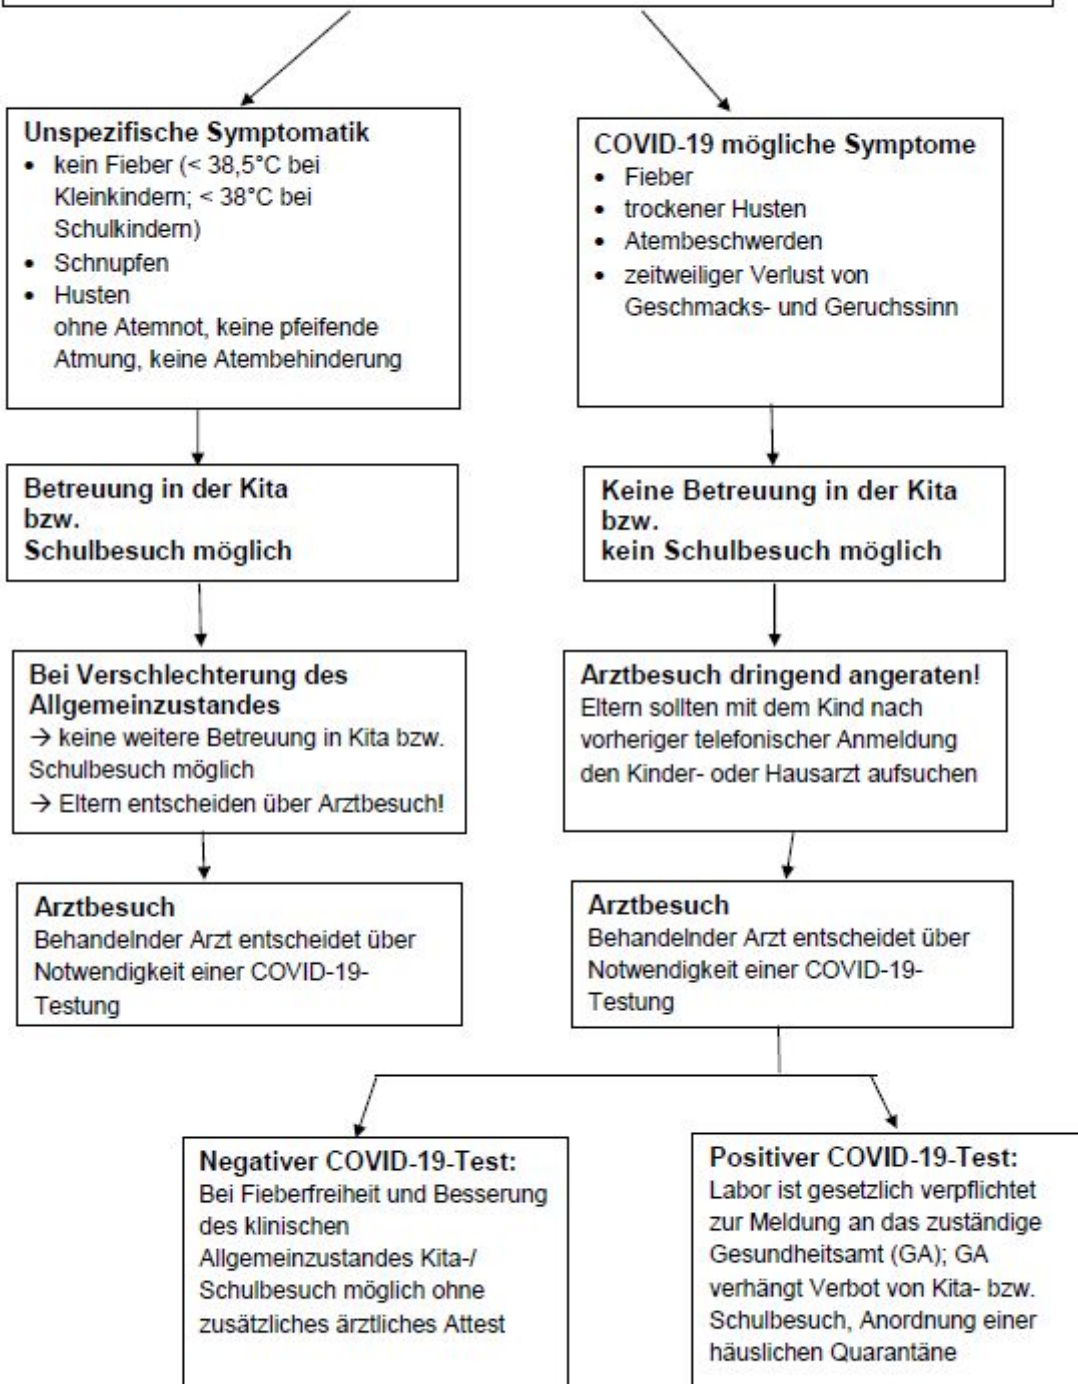 Unspezifische Symptomatik
• kein Fieber (< 38,5°C bei
Kleinkindern; < 38°C bei
Schulkindern)
• Schnupfen
• Husten
ohne Atemnot, keine pfeifende
Atmung, keine Atembehinderung
COVID-19 mögliche Symptome
• Fieber
• trockener Husten
• Atembeschwerden
• zeitweiliger Verlust von
Geschmacks- und Geruchssinn
Betreuung in der Kita
bzw.
Schulbesuch möglich
Keine Betreuung in der Kita
bzw.
kein Schulbesuch möglich
Bei Verschlechterung des
Allgemeinzustandes
→ keine weitere Betreuung in Kita bzw.
Schulbesuch möglich
→ Eltern entscheiden über Arztbesuch!
Arztbesuch dringend angeraten!
Eltern sollten mit dem Kind nach
vorheriger telefonischer Anmeldung
den Kinder- oder Hausarzt aufsuchen
Arztbesuch
Behandelnder Arzt entscheidet über
Notwendigkeit einer COVID-19-
Testung
Arztbesuch
Behandelnder Arzt entscheidet über
Notwendigkeit einer COVID-19-
Testung
Negativer COVID-19-Test:
Bei Fieberfreiheit und Besserung
des klinischen
Allgemeinzustandes Kita-/
Schulbesuch möglich ohne
zusätzliches ärztliches Attest
Positiver COVID-19-Test:
Labor ist gesetzlich verpflichtet
zur Meldung an das zuständige
Gesundheitsamt (GA); GA
verhängt Verbot von Kita- bzw.
Schulbesuch, Anordnung einer
häuslichen Quarantäne